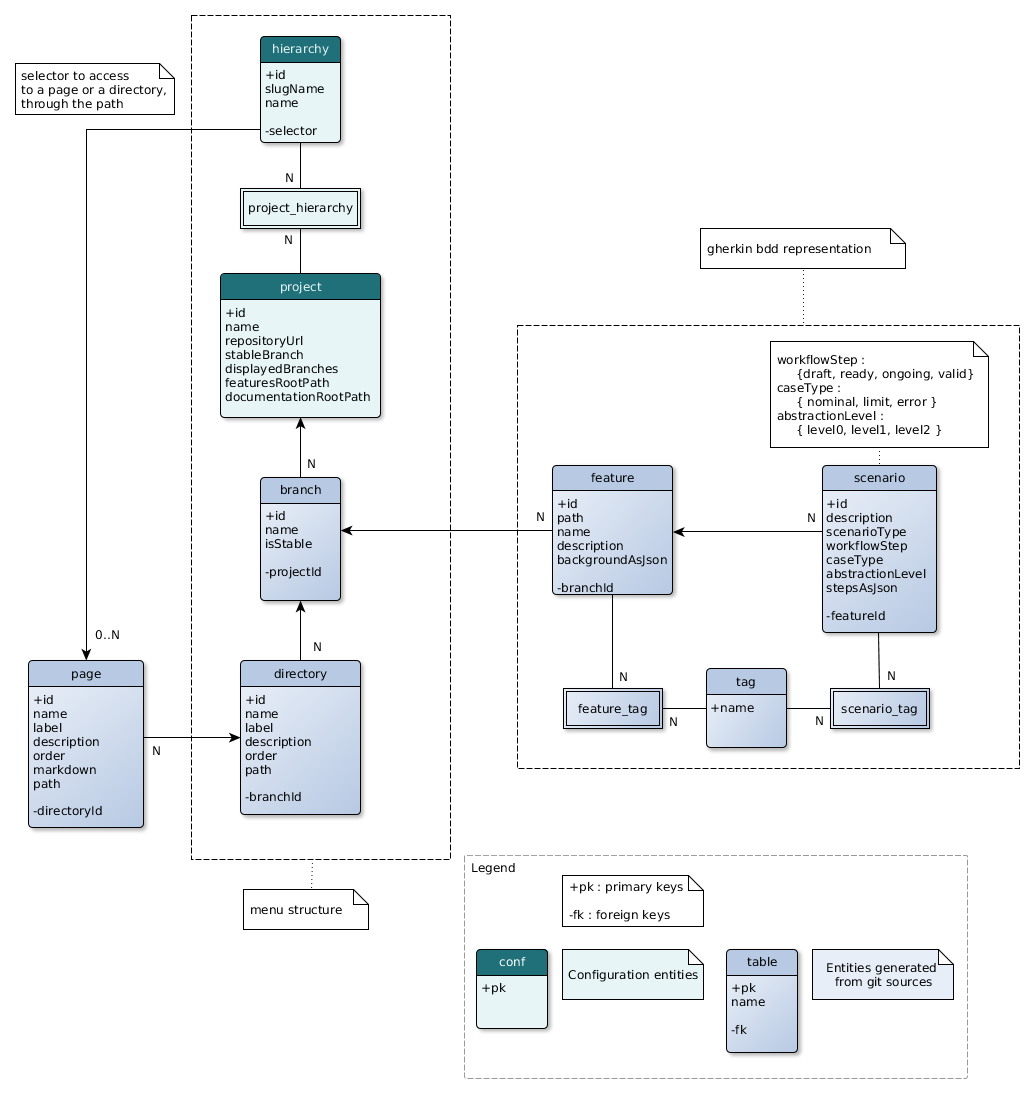 hierarchy
+id
slugName
name
-selector
selector to access
to a page or a directory,
through the path
N
project_hierarchy
N
project
+id
name
repositoryUrl
stableBranch
displayedBranches
featuresRootPath
documentationRootPath
N
branch
+id
name
isStable
-projectId
N
directory
+id
name
label
description
order
path
-branchId
0..N
page
+id
name
label
description
order
markdown
path
-directoryId
N
menu structure
gherkin bdd representation
workflowStep :
{draft, ready, ongoing, valid}
caseType :
{ nominal, limit, error }
abstractionLevel :
{ level0, level1, level2 }
N
feature
+id
path
name
description
backgroundAsJson
-branchId
N
scenario
+id
description
scenarioType
workflowStep
caseType
abstractionLevel
stepsAsJson
-featureId
N
feature_tag
N
tag
+name
N
scenario_tag
N
Legend
+pk : primary keys
-fk : foreign keys
conf
+pk
Configuration entities
table
+pk
name
-fk
Entities generated
from git sources